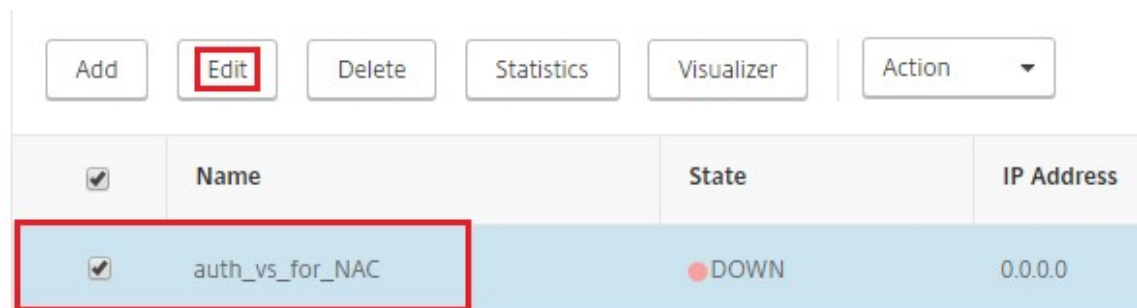 Add Edit Delete Statistics Visualizer Action
Name State IP Address
auth_vs_for_NAC DOWN 0.0.0.0